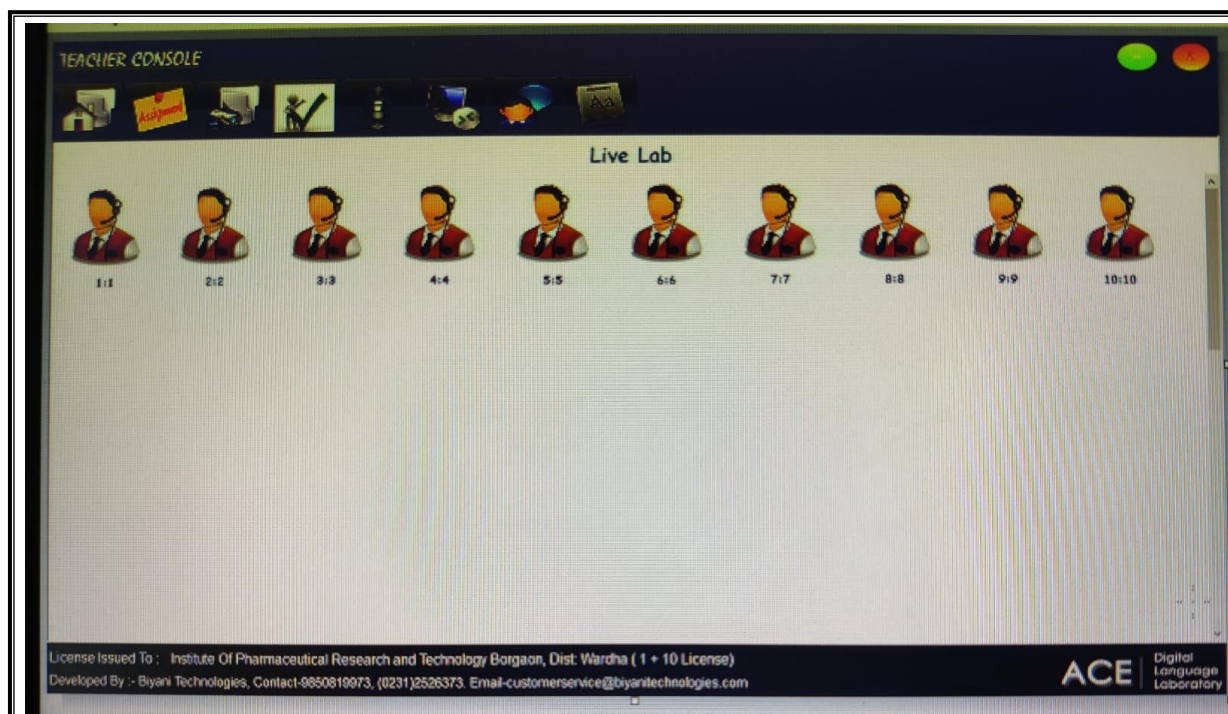 TEACHER CONSOLE
Assignment
Aa
Live Lab
1:1 2:2 3:3 4:4 5:5 6:6 7:7 8:8 9:9 10:10
License Issued To : Institute Of Pharmaceutical Research and Technology Borgaon, Dist: Wardha ( 1 + 10 License)
Developed By :- Biyani Technologies, Contact-9850819973, (0231)2526373. Email-customerservice@biyanitechnologies.com
ACE
Digital
Language
Laboratory